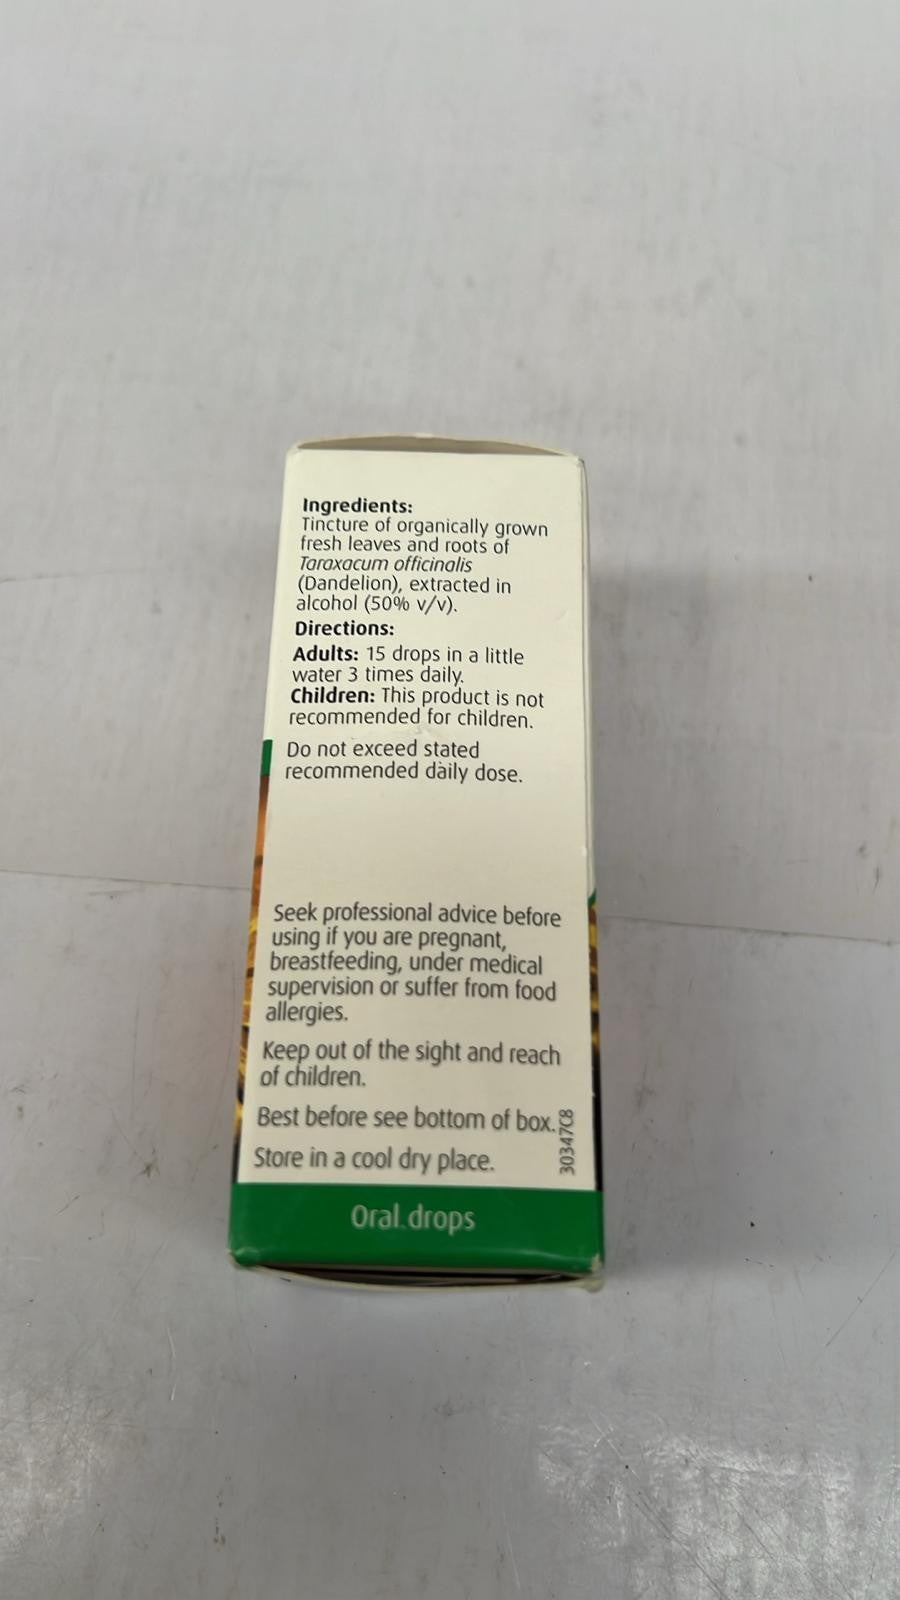 Ingredients:
Tincture of organically grown
fresh leaves and roots of
Taraxacum officinalis
(Dandelion), extracted in
alcohol (50% v/v).
Directions:
Adults: 15 drops in a little
water 3 times daily.
Children: This product is not
recommended for children.
Do not exceed stated
recommended daily dose.
Seek professional advice before
using if you are pregnant,
breastfeeding, under medical
supervision or suffer from food
allergies.
Keep out of the sight and reach
of children.
Best before see bottom of box.
Store in a cool dry place.
30347C8
Oral drops